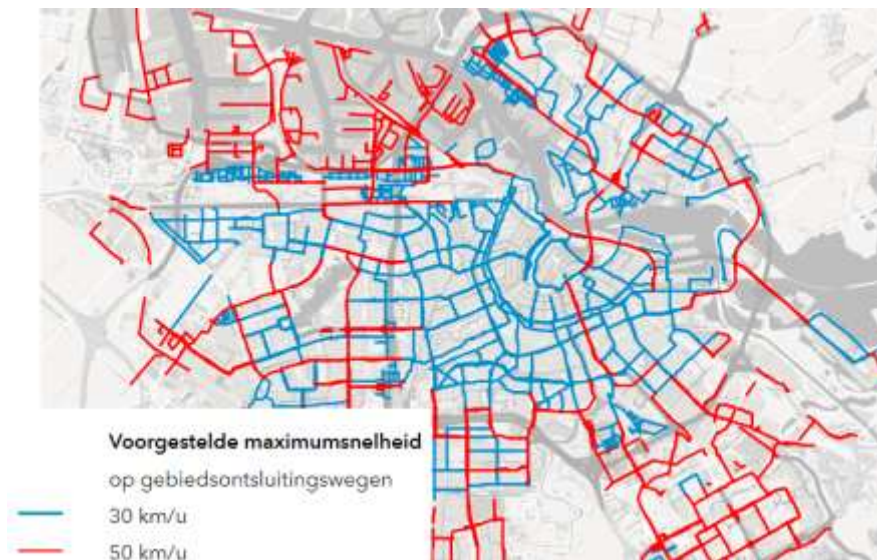 Voorgestelde maximumsnelheid
op gebiedsontsluitingswegen
30 km/u
50 km/u